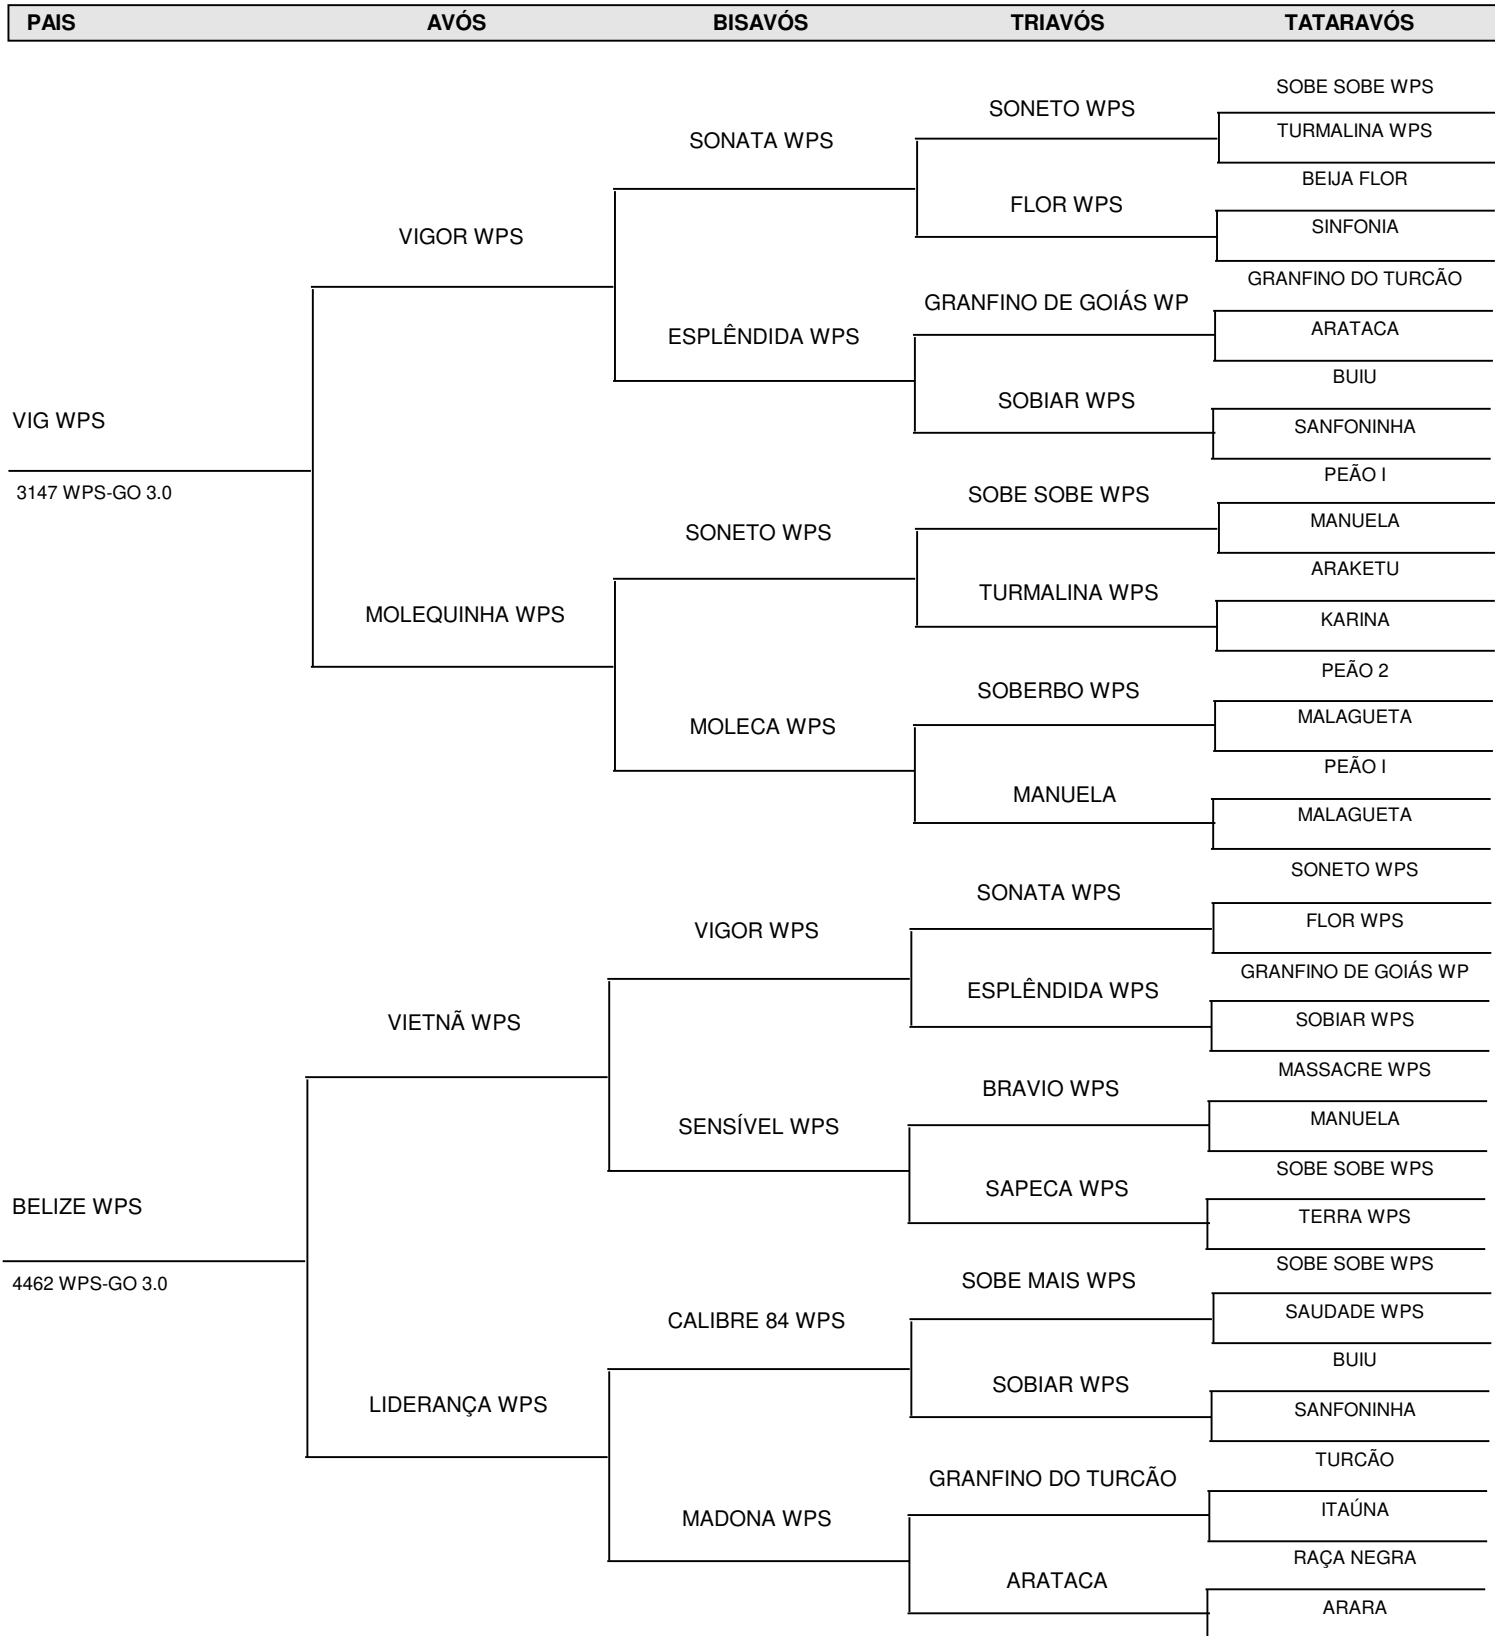 PAIS AVÓS BISAVÓS TRIAVÓS TATARAVÓS
SOBE SOBE WPS
SONETO WPS
TURMALINA WPS
SONATA WPS
BEIJA FLOR
FLOR WPS
SINFONIA
VIGOR WPS
GRANFINO DO TURCÃO
GRANFINO DE GOIÁS WP
ARATACA
ESPLÊNDIDA WPS
BUIU
SOBIAR WPS
SANFONINHA
VIG WPS
3147 WPS-GO 3.0
PEÃO I
SOBE SOBE WPS
MANUELA
SONETO WPS
ARAKETU
TURMALINA WPS
KARINA
MOLEQUINHA WPS
PEÃO 2
SOBERBO WPS
MALAGUETA
MOLECA WPS
PEÃO I
MANUELA
MALAGUETA
SONETO WPS
SONATA WPS
FLOR WPS
VIGOR WPS
GRANFINO DE GOIÁS WP
ESPLÊNDIDA WPS
SOBIAR WPS
VIETNÃ WPS
MASSACRE WPS
BRAVIO WPS
MANUELA
SENSÍVEL WPS
SOBE SOBE WPS
SAPECA WPS
TERRA WPS
BELIZE WPS
4462 WPS-GO 3.0
SOBE SOBE WPS
SOBE MAIS WPS
SAUDADE WPS
CALIBRE 84 WPS
BUIU
SOBIAR WPS
SANFONINHA
LIDERANÇA WPS
TURCÃO
GRANFINO DO TURCÃO
ITAÚNA
MADONA WPS
RAÇA NEGRA
ARATACA
ARARA